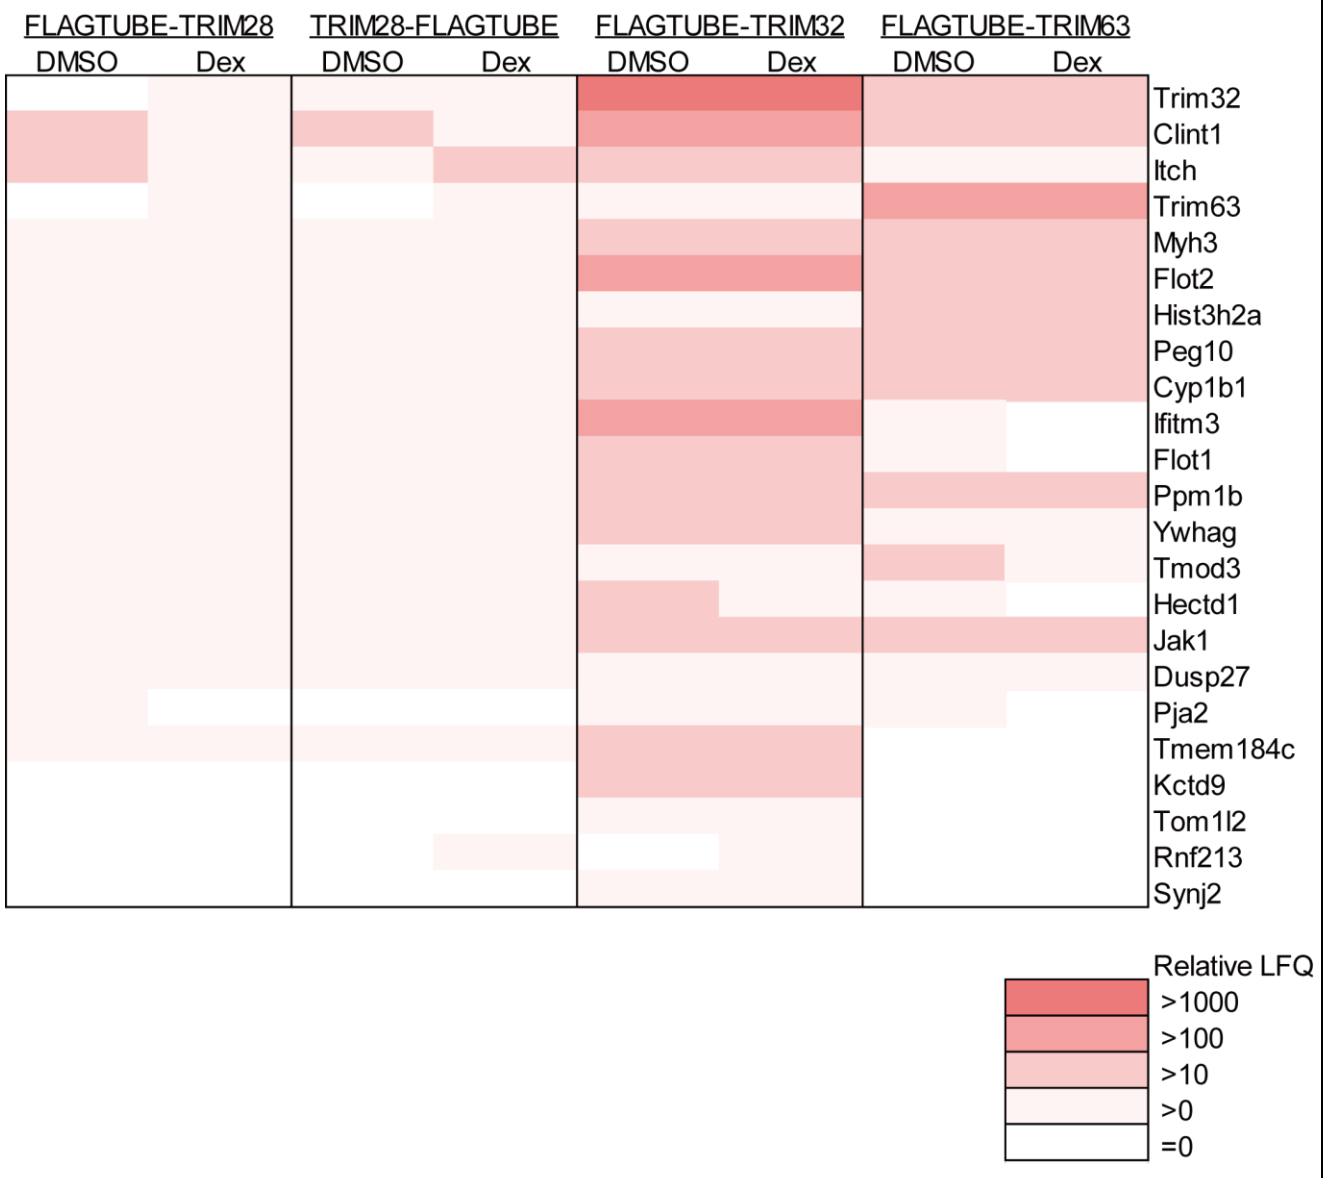 FLAGTUBE-TRIM28 TRIM28-FLAGTUBE FLAGTUBE-TRIM32 FLAGTUBE-TRIM63
DMSO Dex DMSO Dex DMSO Dex DMSO Dex
Trim32
Clint1
Itch
Trim63
Myh3
Flot2
Hist3h2a
Peg10
Cyp1b1
Ifitm3
Flot1
Ppm1b
Ywhag
Tmod3
Hectd1
Jak1
Dusp27
Pja2
Tmem184c
Kctd9
Tom1l2
Rnf213
Synj2
Relative LFQ
>1000
>100
>10
>0
=0